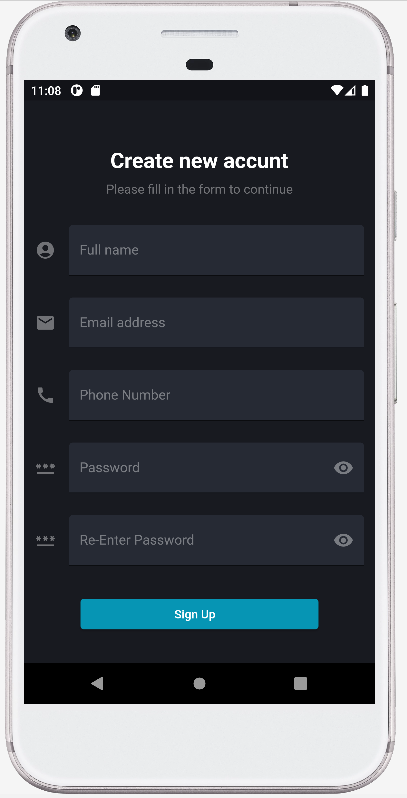 11:08
Create new accunt
Please fill in the form to continue
Full name
Email address
Phone Number
Password
Re-Enter Password
Sign Up